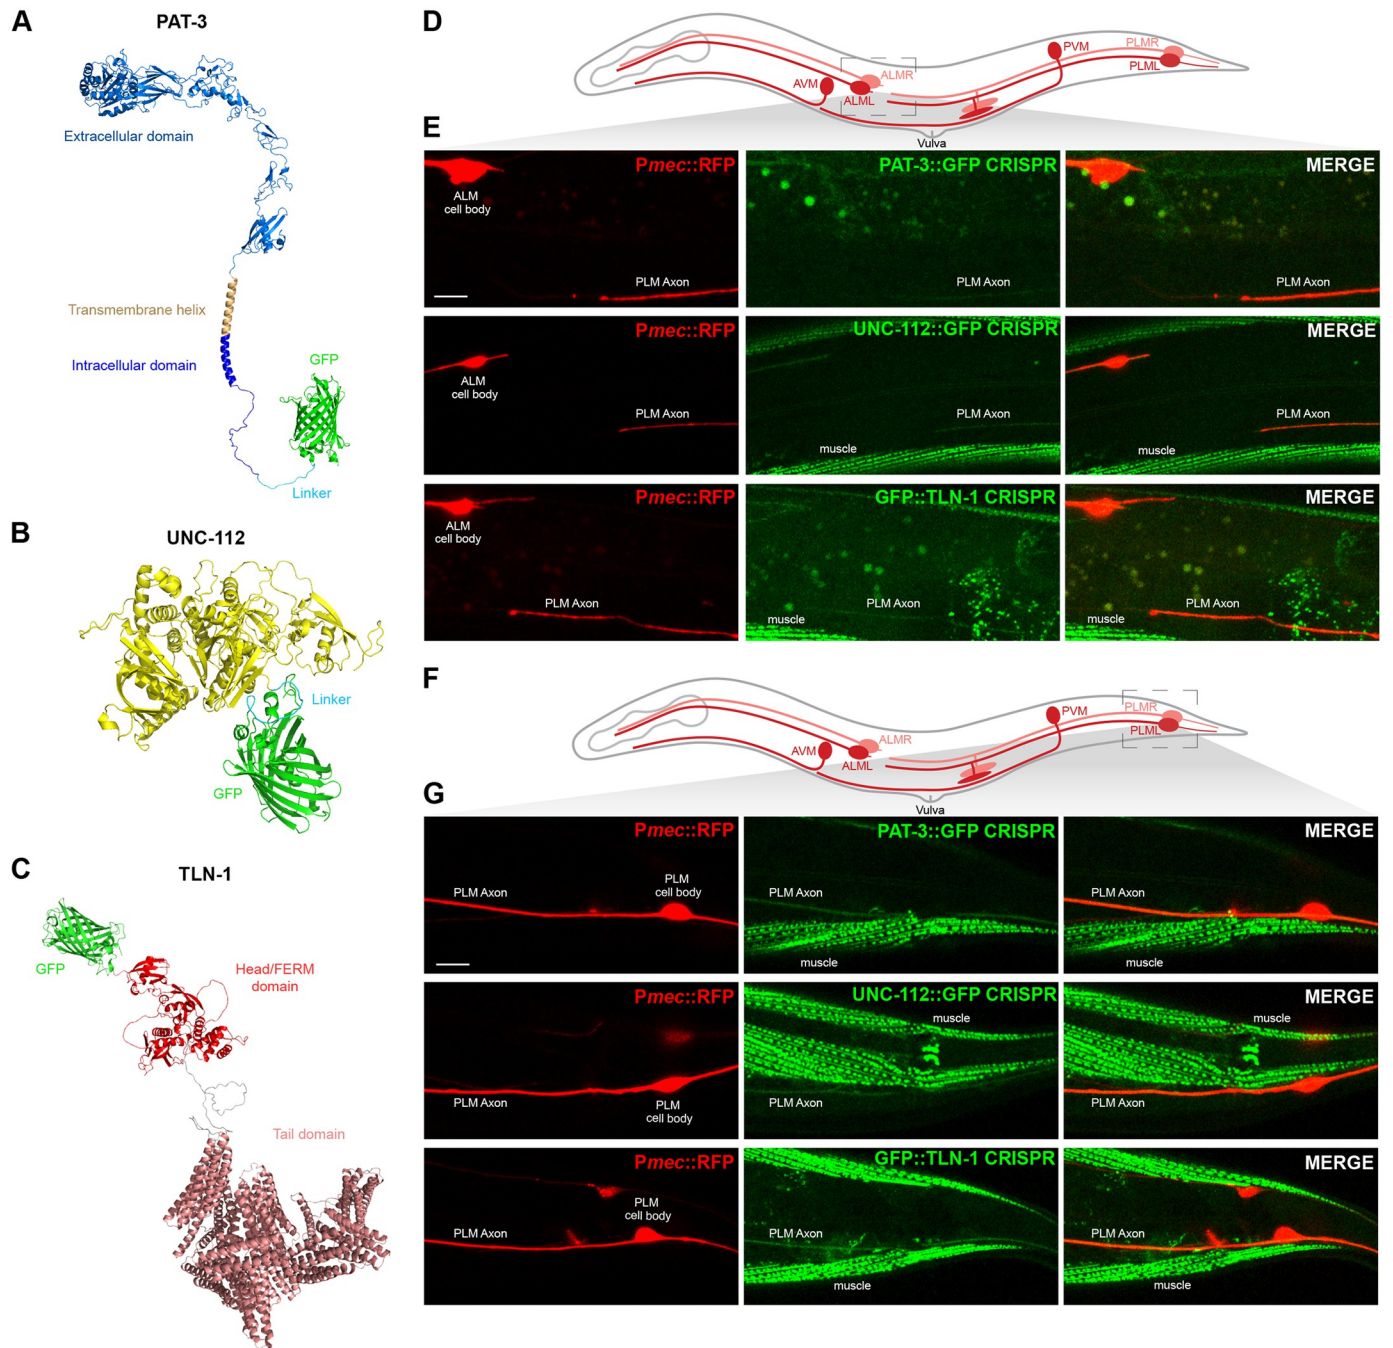 A
PAT-3
Extracellular domain
Transmembrane helix
Intracellular domain
GFP
Linker
B
UNC-112
Linker
GFP
C
TLN-1
GFP
Head/FERM
domain
Tail domain
D
AVM
ALMR
ALML
PVM
PLMR
PLML
Vulva
E
Pmec::RFP
ALM
cell body
PLM Axon
PAT-3::GFP CRISPR
PLM Axon
MERGE
PLM Axon
Pmec::RFP
ALM
cell body
PLM Axon
UNC-112::GFP CRISPR
PLM Axon
muscle
MERGE
PLM Axon
muscle
Pmec::RFP
ALM
cell body
PLM Axon
GFP::TLN-1 CRISPR
PLM Axon
muscle
MERGE
PLM Axon
muscle
F
AVM
ALMR
ALML
PVM
PLMR
PLML
Vulva
G
Pmec::RFP
PLM Axon
PLM
cell body
PAT-3::GFP CRISPR
PLM Axon
muscle
MERGE
PLM Axon
muscle
Pmec::RFP
PLM Axon
PLM
cell body
UNC-112::GFP CRISPR
muscle
PLM Axon
MERGE
muscle
PLM Axon
Pmec::RFP
PLM
cell body
PLM Axon
GFP::TLN-1 CRISPR
PLM Axon
muscle
MERGE
PLM Axon
muscle